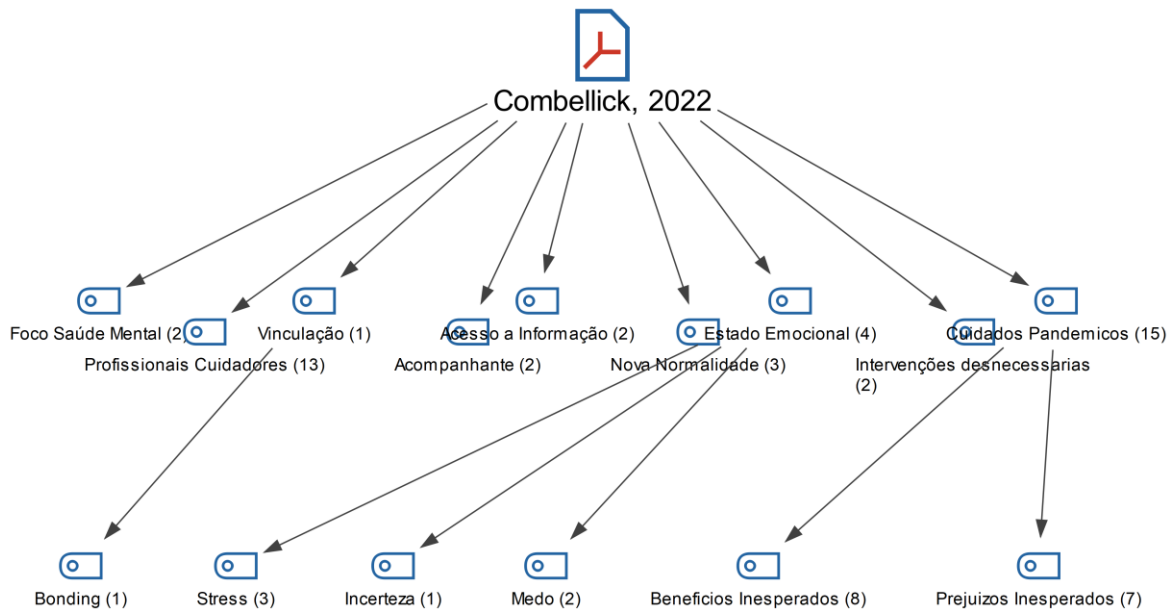 Combellick, 2022
Foco Saúde Mental (2)
Vinculação (1)
Acesso a Informação (2)
Estado Emocional (4)
Cuidados Pandemicos (15)
Profissionais Cuidadores (13)
Acompanhante (2)
Nova Normalidade (3)
Intervenções desnecessarias
(2)
Bonding (1)
Stress (3)
Incerteza (1)
Medo (2)
Beneficios Inesperados (8)
Prejuizos Inesperados (7)